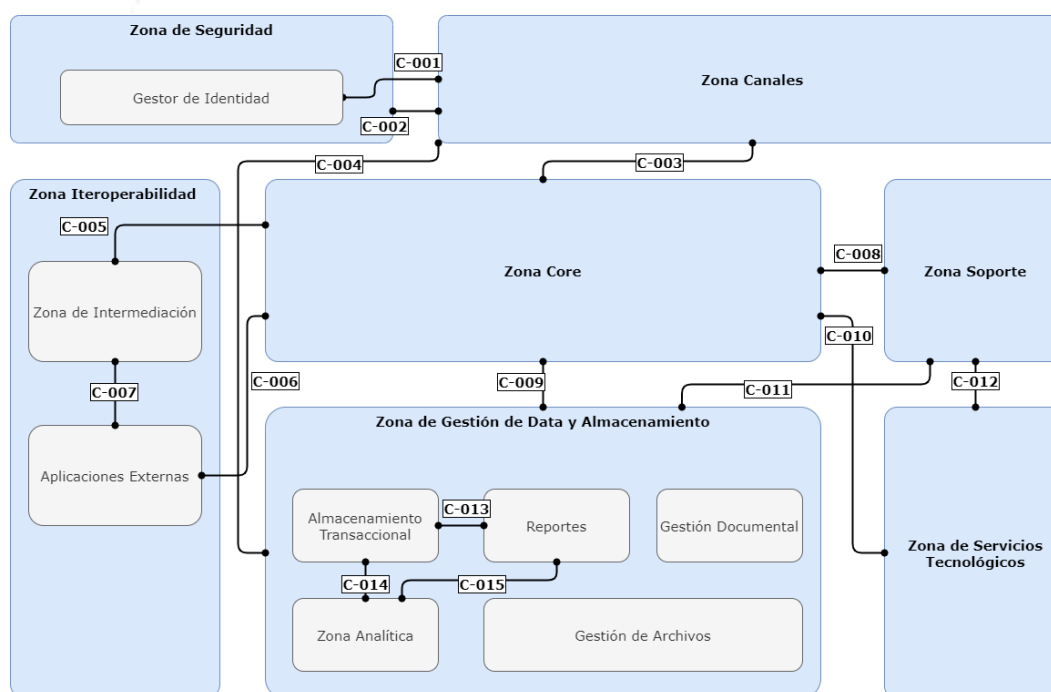 Zona de Seguridad
Gestor de Identidad
C-001
C-002
Zona Canales
C-004
C-003
Zona Iteroperabilidad
C-005
Zona de Intermediación
C-007
Aplicaciones Externas
C-006
Zona Core
C-008
Zona Soporte
C-010
C-009
C-011
C-012
Zona de Gestión de Data y Almacenamiento
Almacenamiento
Transaccional
C-013
Reportes
Gestión Documental
C-014
C-015
Zona Analítica
Gestión de Archivos
Zona de Servicios
Tecnológicos